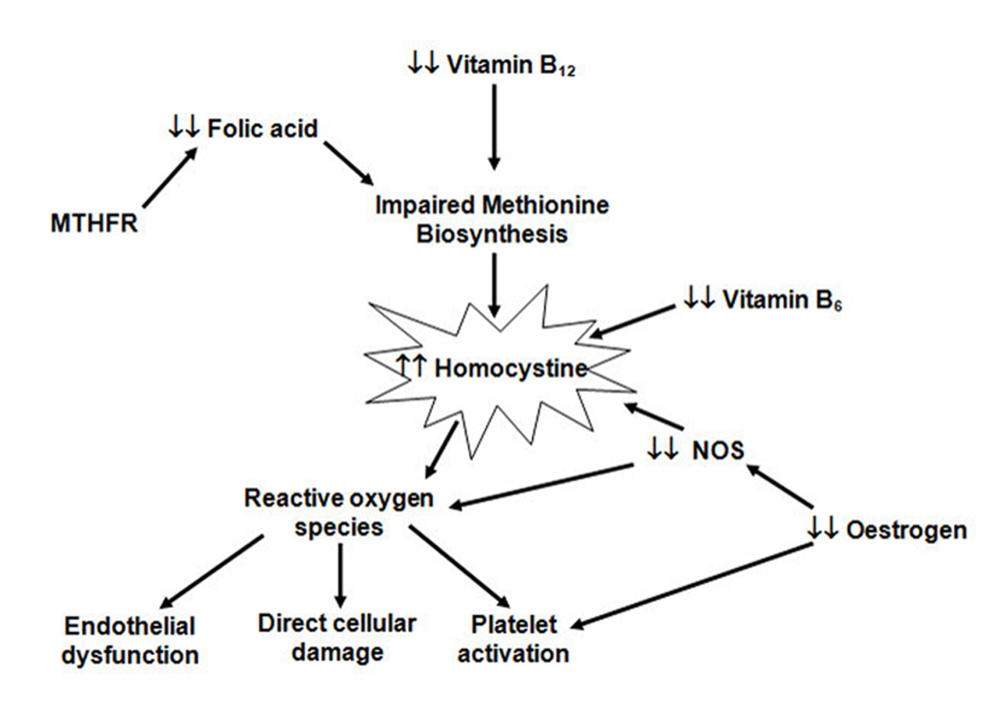 ↓↓ Vitamin B₁₂
↓↓ Folic acid
MTHFR
Impaired Methionine
Biosynthesis
↓↓ Vitamin B₆
↑↑ Homocystine
↓↓ NOS
Reactive oxygen
species
↓↓ Oestrogen
Endothelial
dysfunction
Direct cellular
damage
Platelet
activation